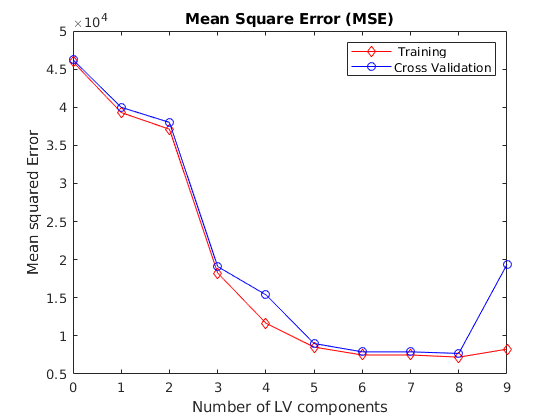 Mean Square Error (MSE)
×10^4
Training
Cross Validation
5
4.5
4
3.5
3
2.5
2
1.5
1
0.5
Mean squared Error
0 1 2 3 4 5 6 7 8 9
Number of LV components